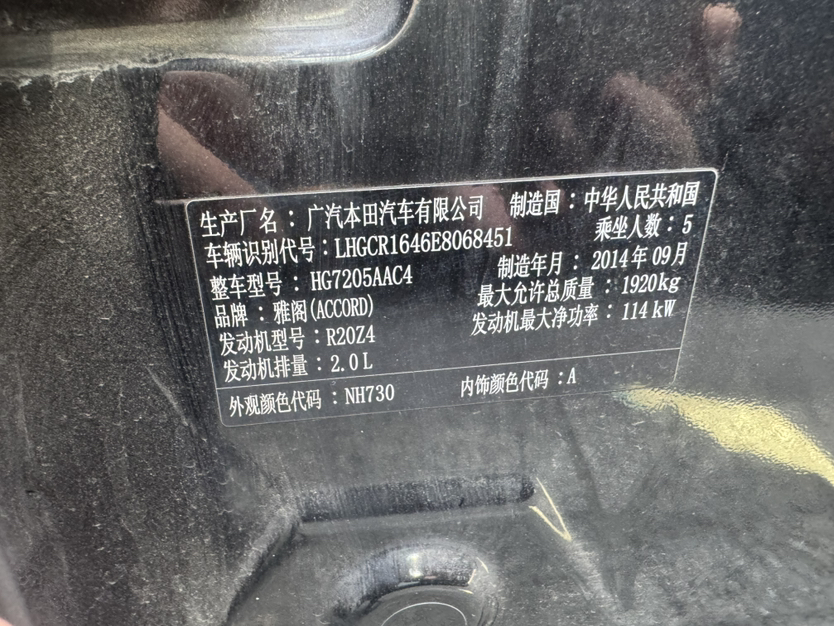 生产厂名：广汽本田汽车有限公司 制造国：中华人民共和国
车辆识别代号：LHGCR1646E8068451 乘坐人数：5
整车型号：HG7205AAC4 制造年月：2014年09月
品牌：雅阁(ACCORD) 最大允许总质量：1920kg
发动机型号：R20Z4 发动机最大净功率：114kW
发动机排量：2.0L
外观颜色代码：NH730 内饰颜色代码：A